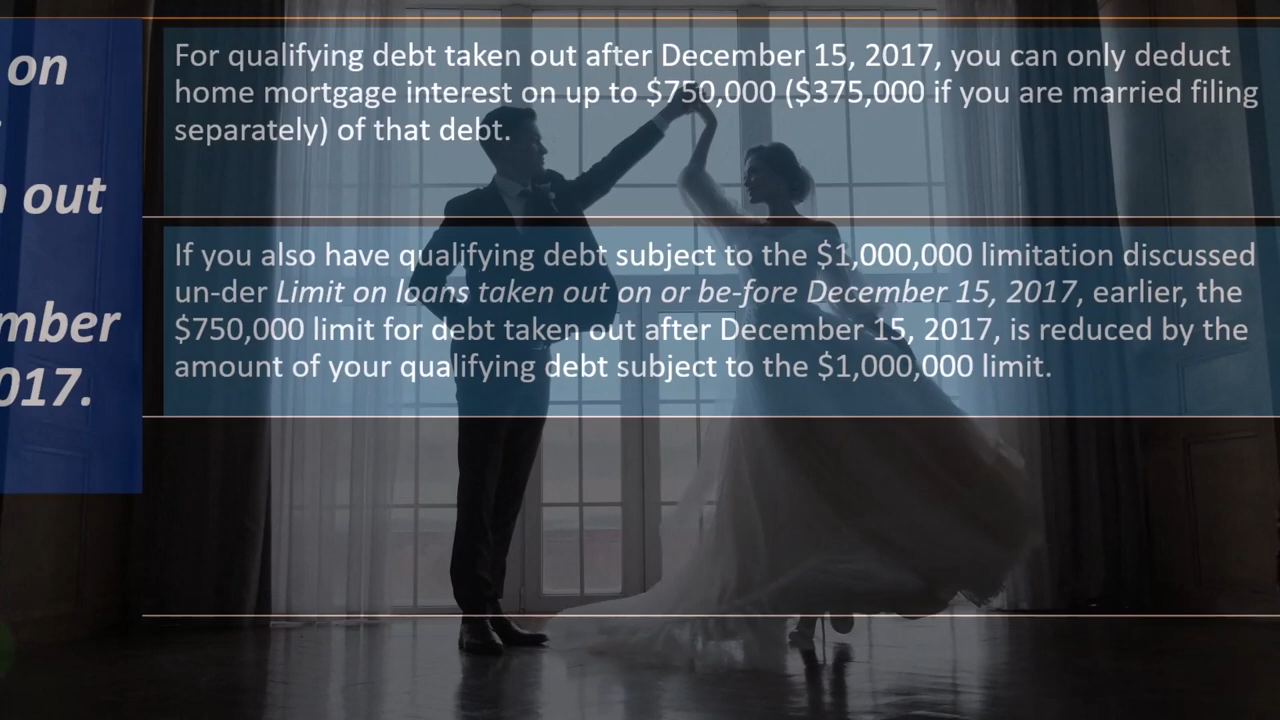 on
out
mber
017.
For qualifying debt taken out after December 15, 2017, you can only deduct
home mortgage interest on up to $750,000 ($375,000 if you are married filing
separately) of that debt.
If you also have qualifying debt subject to the $1,000,000 limitation discussed
un-der Limit on loans taken out on or be-fore December 15, 2017, earlier, the
$750,000 limit for debt taken out after December 15, 2017, is reduced by the
amount of your qualifying debt subject to the $1,000,000 limit.